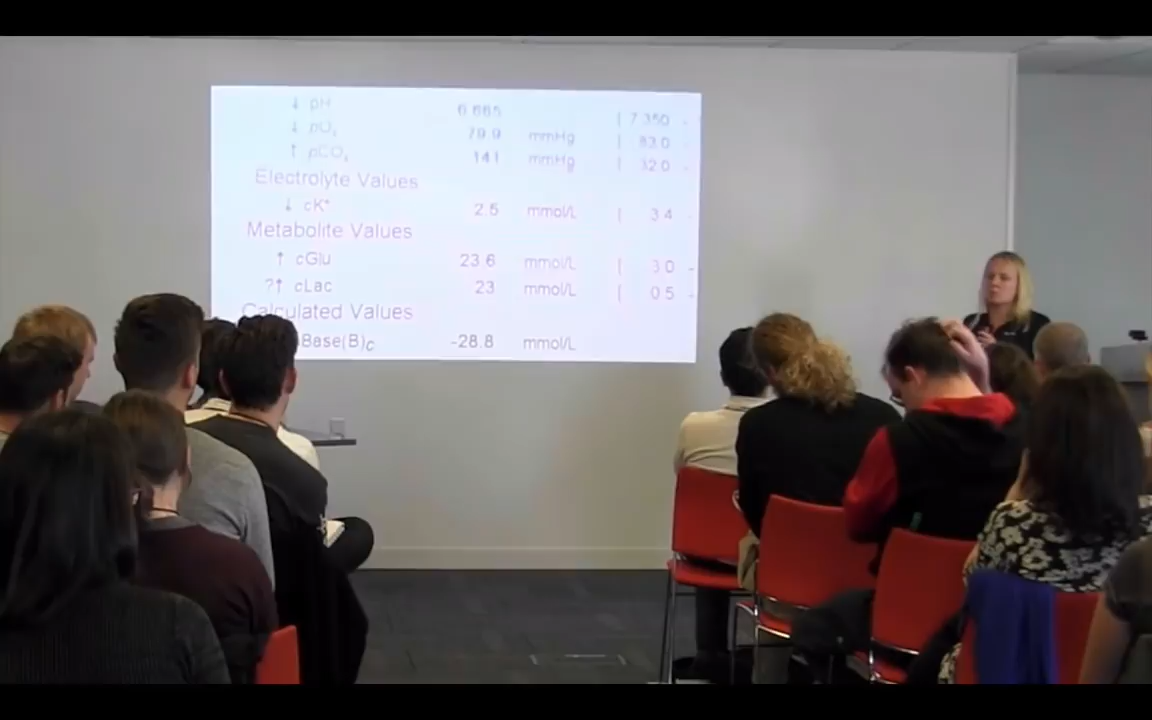 ↓ pH 6.665 [ 7.350 -
↓ pO₂ 79.9 mmHg [ 83.0 -
↑ pCO₂ 141 mmHg [ 32.0 -
Electrolyte Values
↓ cK⁺ 2.5 mmol/L [ 3.4 -
Metabolite Values
↑ cGlu 23.6 mmol/L [ 3.0 -
?↑ cLac 23 mmol/L [ 0.5 -
Calculated Values
Base(B)c -28.8 mmol/L